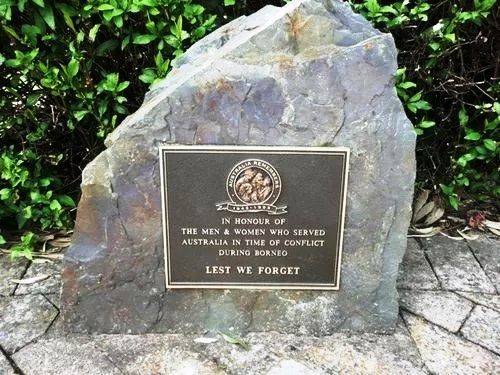 AUSTRALIA REMEMBERS
IN HONOUR OF
THE MEN & WOMEN WHO SERVED
AUSTRALIA IN TIME OF CONFLICT
DURING BORNEO
LEST WE FORGET